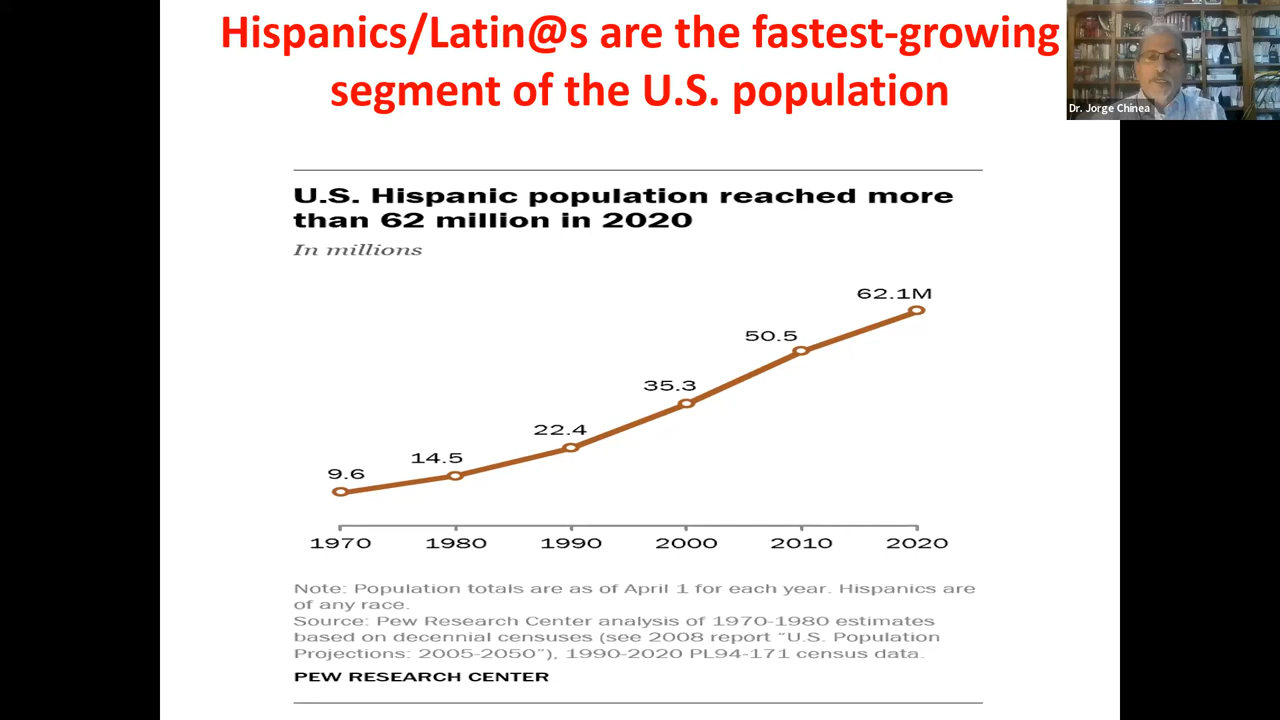 Hispanics/Latin@s are the fastest-growing
segment of the U.S. population
Dr. Jorge Chinea
U.S. Hispanic population reached more
than 62 million in 2020
In millions
62.1M
50.5
35.3
22.4
14.5
9.6
1970 1980 1990 2000 2010 2020
Note: Population totals are as of April 1 for each year. Hispanics are
of any race.
Source: Pew Research Center analysis of 1970-1980 estimates
based on decennial censuses (see 2008 report “U.S. Population
Projections: 2005-2050”), 1990-2020 PL94-171 census data.
PEW RESEARCH CENTER